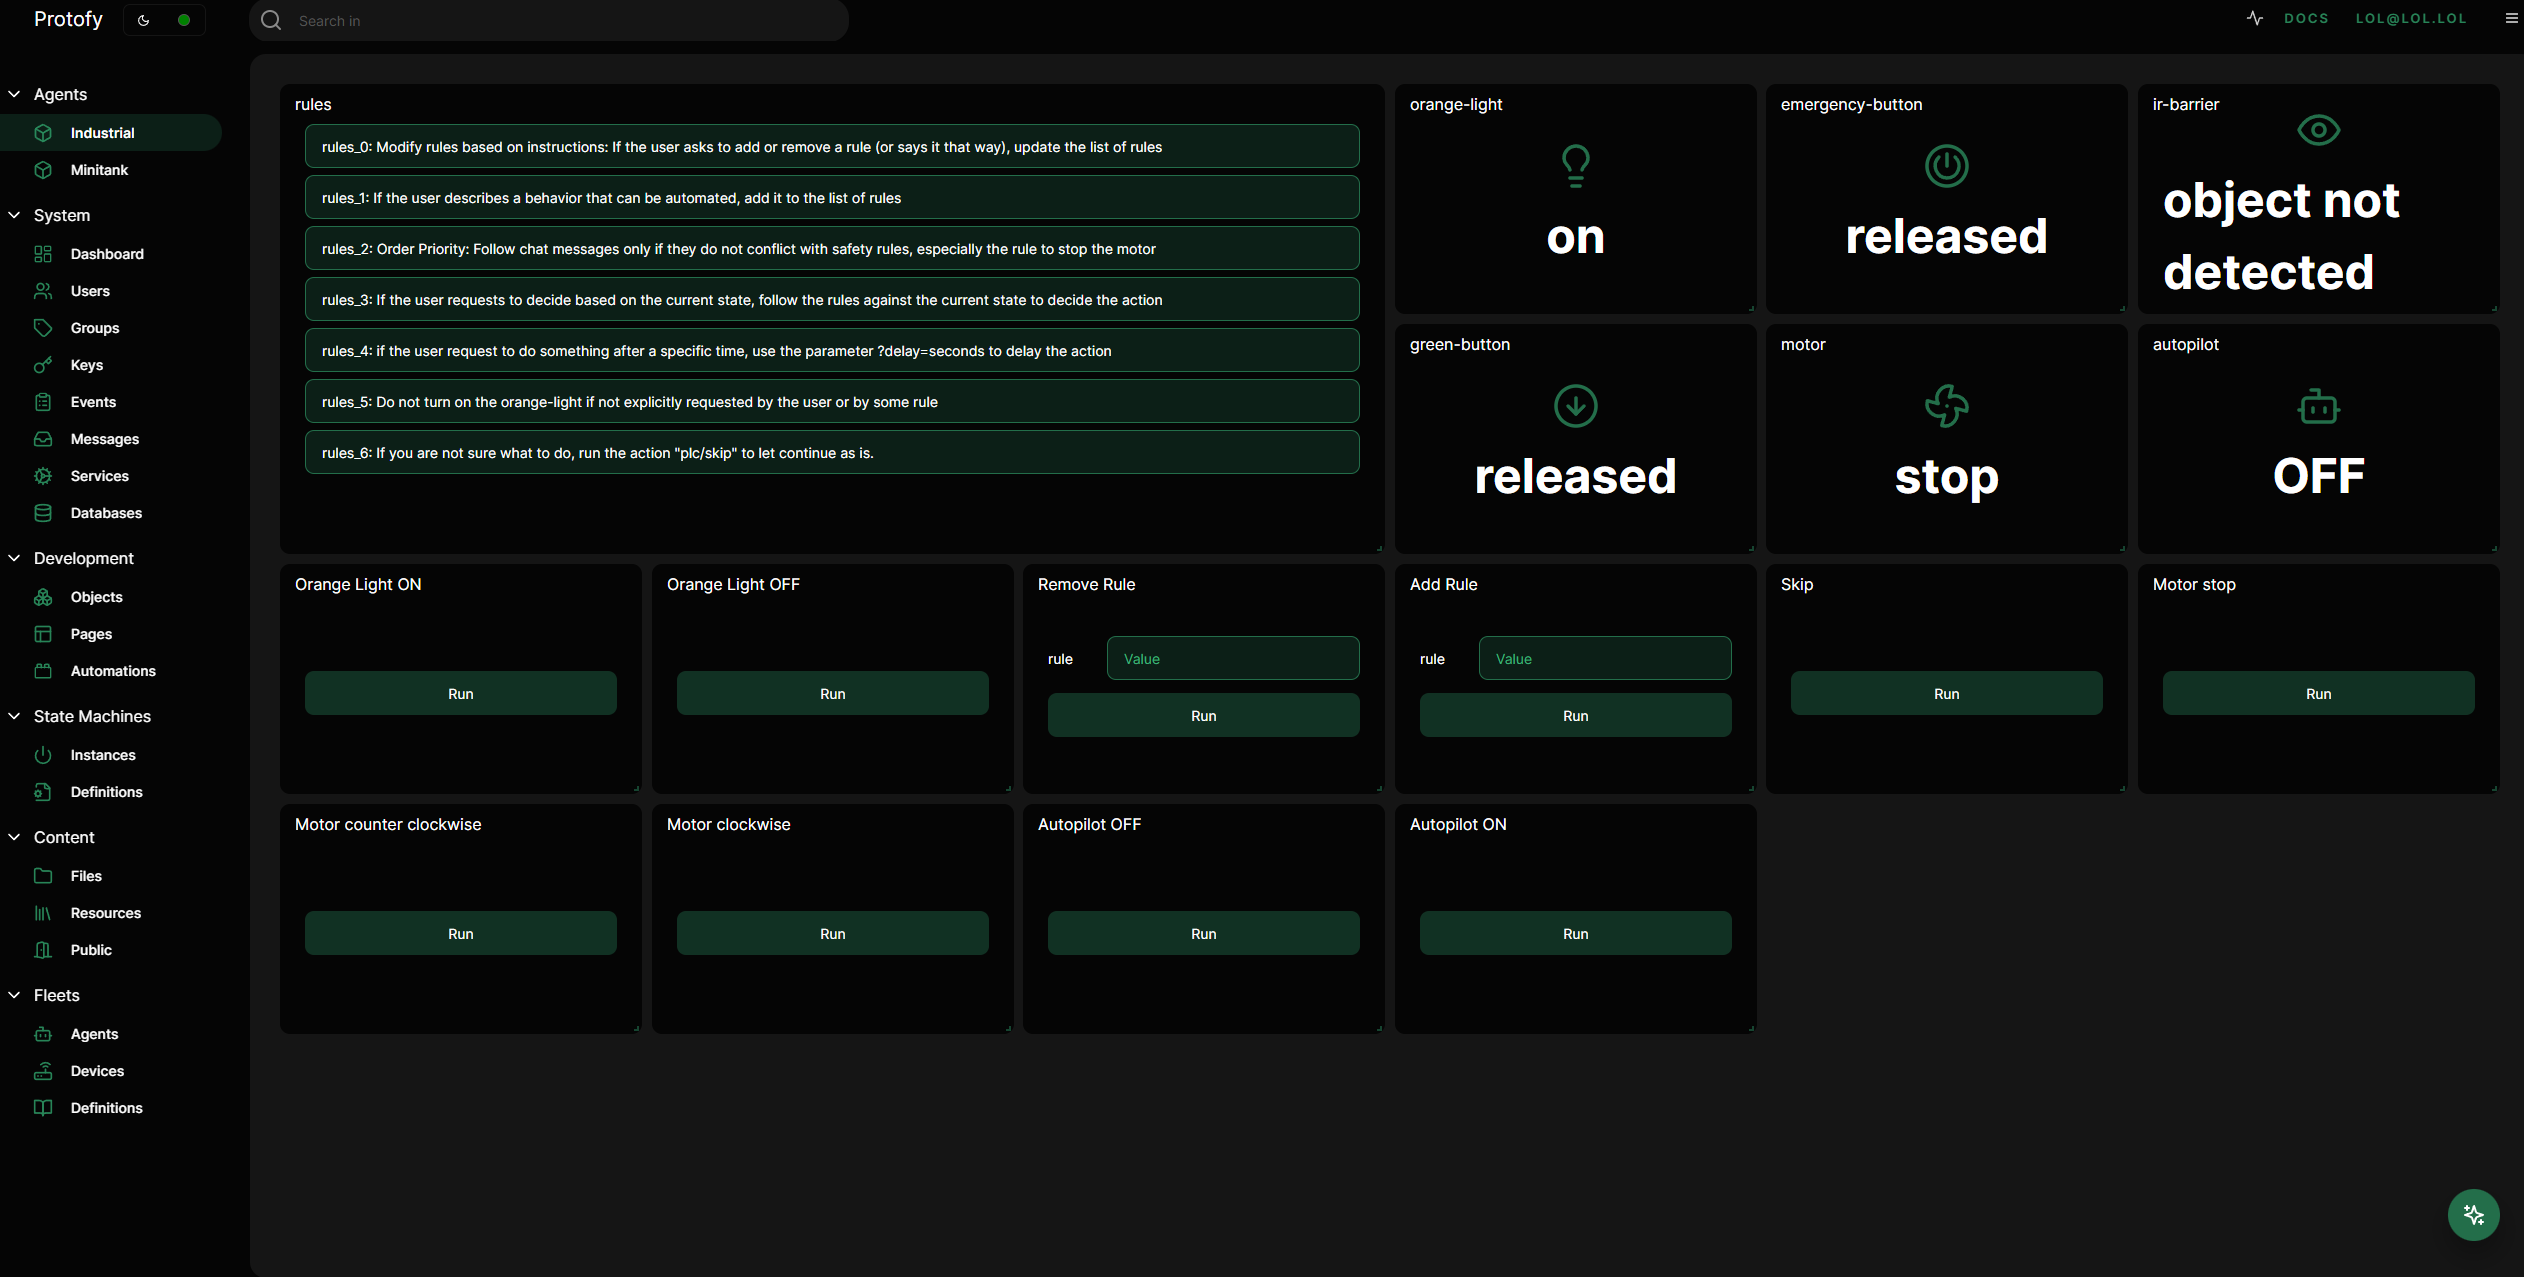 Protofy
Search in
DOCS
LOL@LOL.LOL
Agents
Industrial
Minitank
System
Dashboard
Users
Groups
Keys
Events
Messages
Services
Databases
Development
Objects
Pages
Automations
State Machines
Instances
Definitions
Content
Files
Resources
Public
Fleets
Agents
Devices
Definitions
rules
rules_0: Modify rules based on instructions: If the user asks to add or remove a rule (or says it that way), update the list of rules
rules_1: If the user describes a behavior that can be automated, add it to the list of rules
rules_2: Order Priority: Follow chat messages only if they do not conflict with safety rules, especially the rule to stop the motor
rules_3: If the user requests to decide based on the current state, follow the rules against the current state to decide the action
rules_4: if the user request to do something after a specific time, use the parameter ?delay=seconds to delay the action
rules_5: Do not turn on the orange-light if not explicitly requested by the user or by some rule
rules_6: If you are not sure what to do, run the action "plc/skip" to let continue as is.
orange-light
on
emergency-button
released
ir-barrier
object not
detected
green-button
released
motor
stop
autopilot
OFF
Orange Light ON
Run
Orange Light OFF
Run
Remove Rule
rule
Value
Run
Add Rule
rule
Value
Run
Skip
Run
Motor stop
Run
Motor counter clockwise
Run
Motor clockwise
Run
Autopilot OFF
Run
Autopilot ON
Run